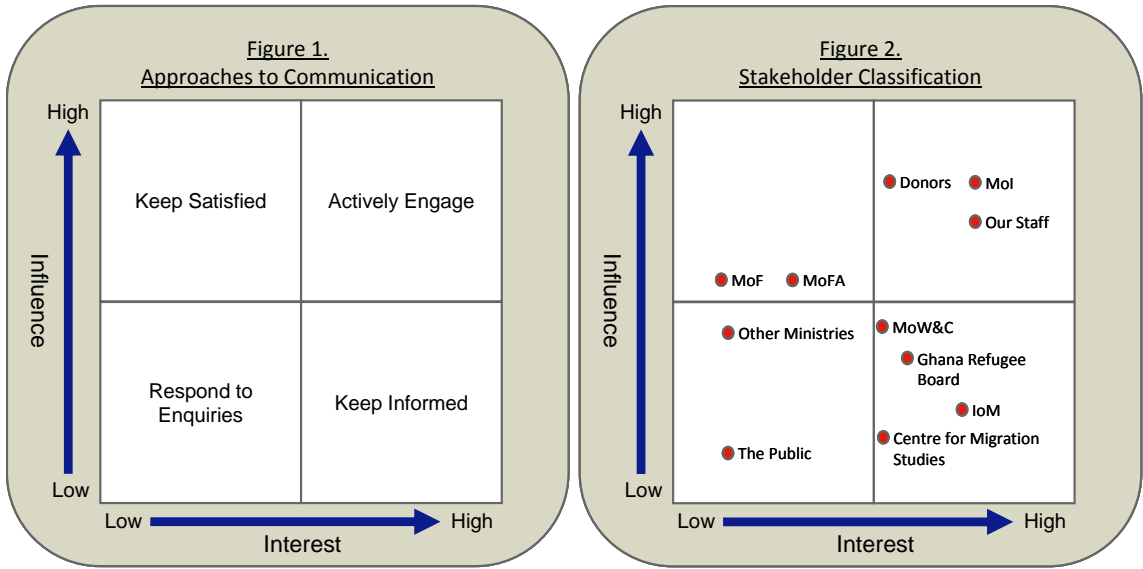 Figure 1.
Approaches to Communication
High
Keep Satisfied
Actively Engage
Influence
Respond to
Enquiries
Keep Informed
Low
Low
High
Interest
Figure 2.
Stakeholder Classification
High
Donors
MoI
Our Staff
MoF
MoFA
Influence
Other Ministries
MoW&C
Ghana Refugee
Board
IoM
Centre for Migration
Studies
The Public
Low
Low
High
Interest